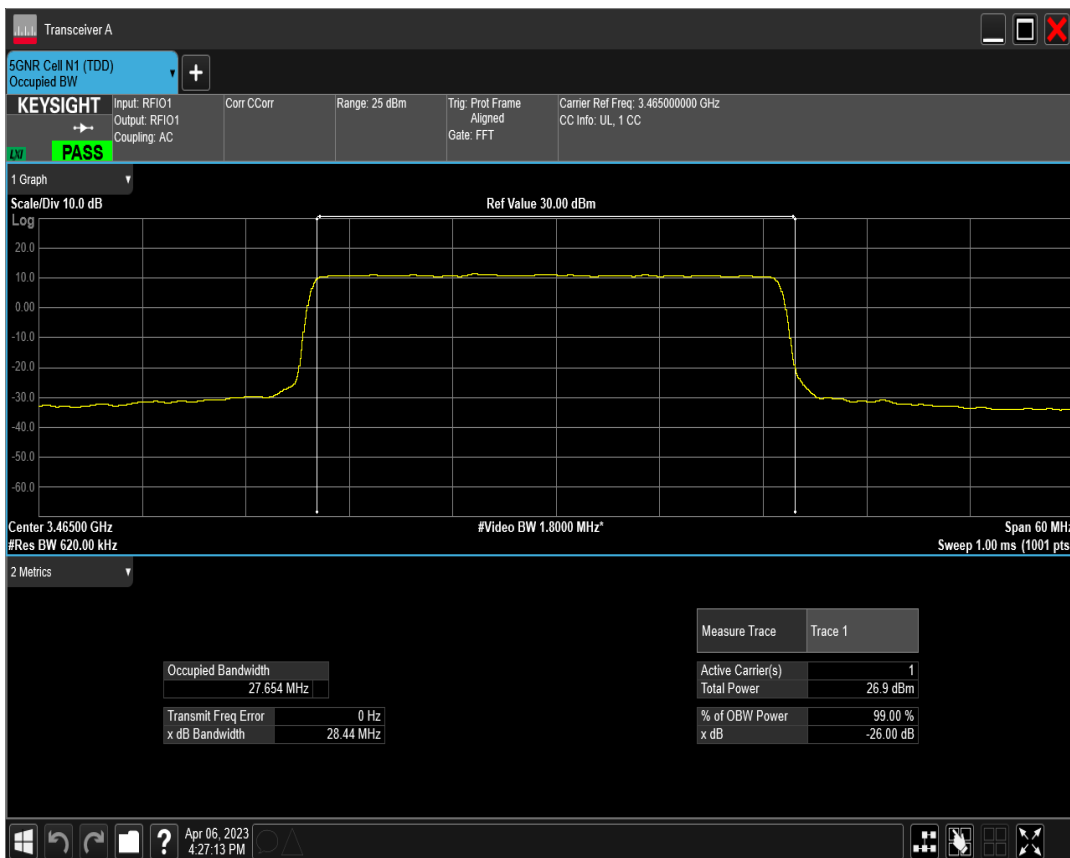 Transceiver A
5GNR Cell N1 (TDD)
Occupied BW
KEYSIGHT
LXI
PASS
Input: RFIO1
Output: RFIO1
Coupling: AC
Corr CCorr
Range: 25 dBm
Trig: Prot Frame
Aligned
Gate: FFT
Carrier Ref Freq: 3.465000000 GHz
CC Info: UL, 1 CC
1 Graph
Scale/Div 10.0 dB
Ref Value 30.00 dBm
Log
20.0
10.0
0.00
-10.0
-20.0
-30.0
-40.0
-50.0
-60.0
Center 3.46500 GHz
#Video BW 1.8000 MHz*
Span 60 MHz
#Res BW 620.00 kHz
Sweep 1.00 ms (1001 pts
2 Metrics
Measure Trace Trace 1
Occupied Bandwidth
27.654 MHz
Active Carrier(s) 1
Total Power 26.9 dBm
Transmit Freq Error 0 Hz
x dB Bandwidth 28.44 MHz
% of OBW Power 99.00 %
x dB -26.00 dB
?
Apr 06, 2023
4:27:13 PM